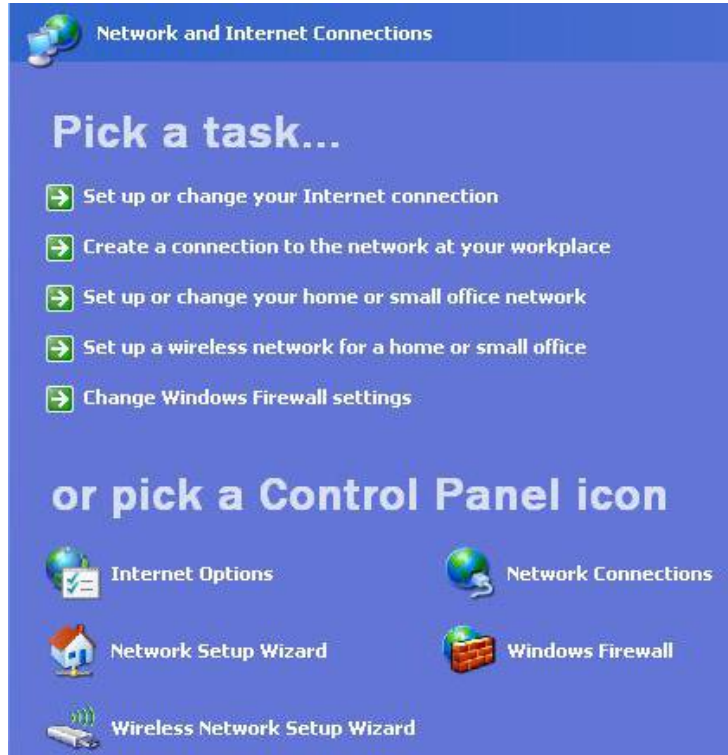 Network and Internet Connections
Pick a task...
Set up or change your Internet connection
Create a connection to the network at your workplace
Set up or change your home or small office network
Set up a wireless network for a home or small office
Change Windows Firewall settings
or pick a Control Panel icon
Internet Options
Network Connections
Network Setup Wizard
Windows Firewall
Wireless Network Setup Wizard